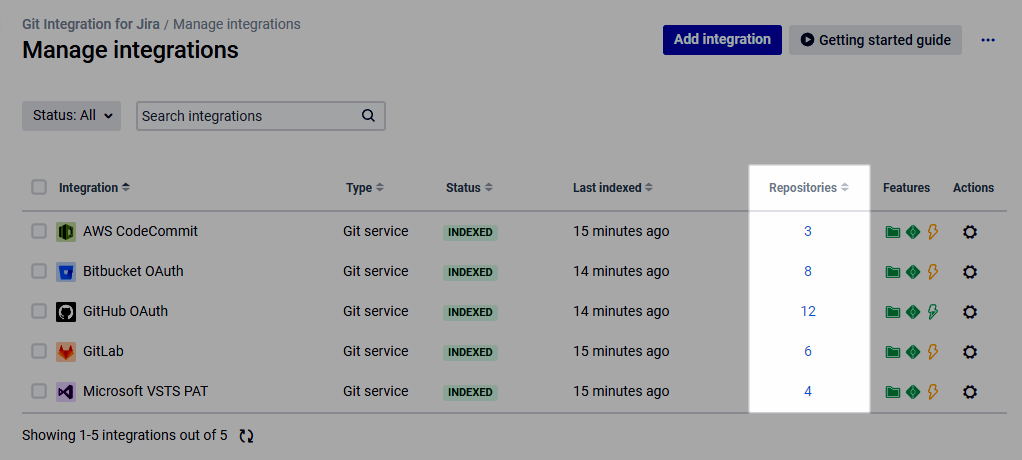 Git Integration for Jira / Manage integrations
Manage integrations
Add integration
Getting started guide
Status: All
Search integrations
Integration Type Status Last indexed Repositories Features Actions
AWS CodeCommit Git service INDEXED 15 minutes ago 3
Bitbucket OAuth Git service INDEXED 14 minutes ago 8
GitHub OAuth Git service INDEXED 14 minutes ago 12
GitLab Git service INDEXED 15 minutes ago 6
Microsoft VSTS PAT Git service INDEXED 15 minutes ago 4
Showing 1-5 integrations out of 5